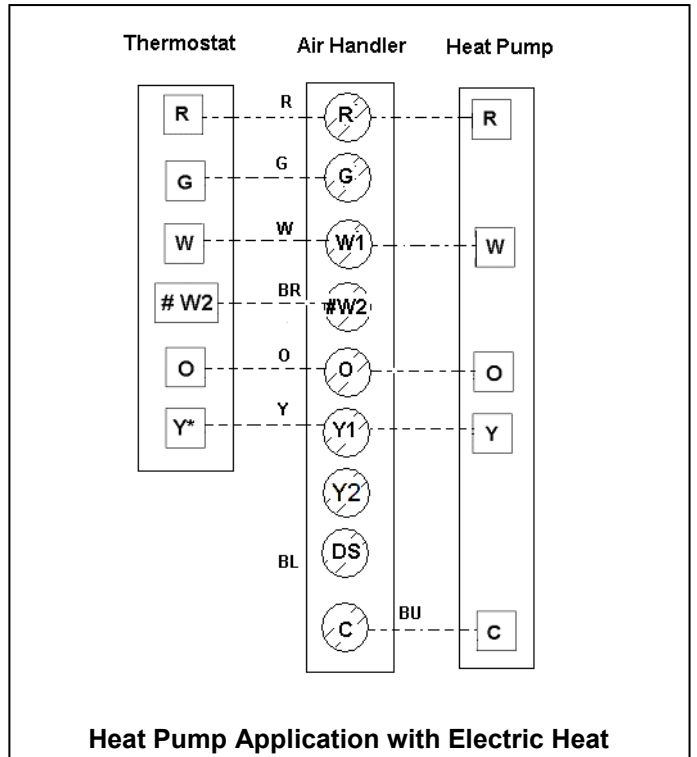 Thermostat Air Handler Heat Pump
R R R R
G G G
W W W1 W
# W2 BR #W2
O O O O
Y* Y Y1 Y
Y2
BL DS
C BU C
Heat Pump Application with Electric Heat